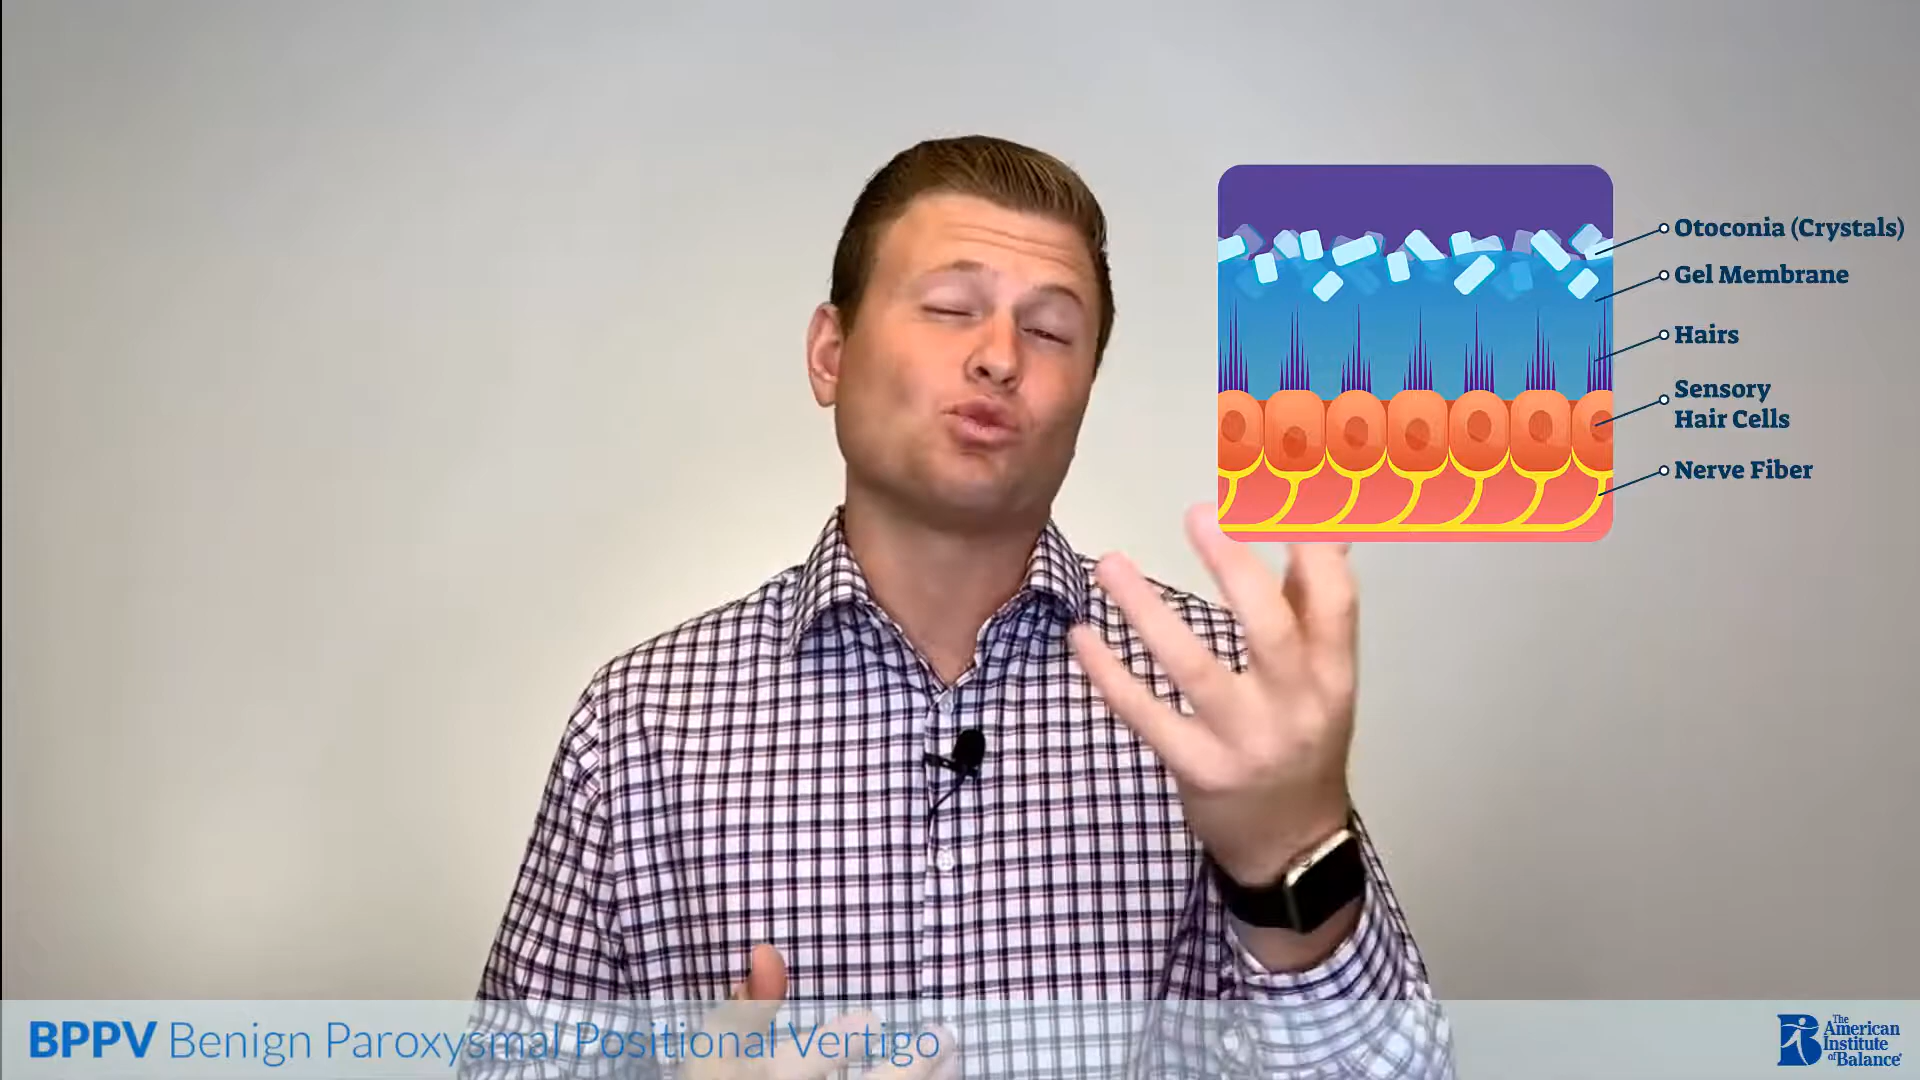 Otoconia (Crystals)
Gel Membrane
Hairs
Sensory
Hair Cells
Nerve Fiber
BPPV Benign Paroxysmal Positional Vertigo
The
American
Institute
of Balance